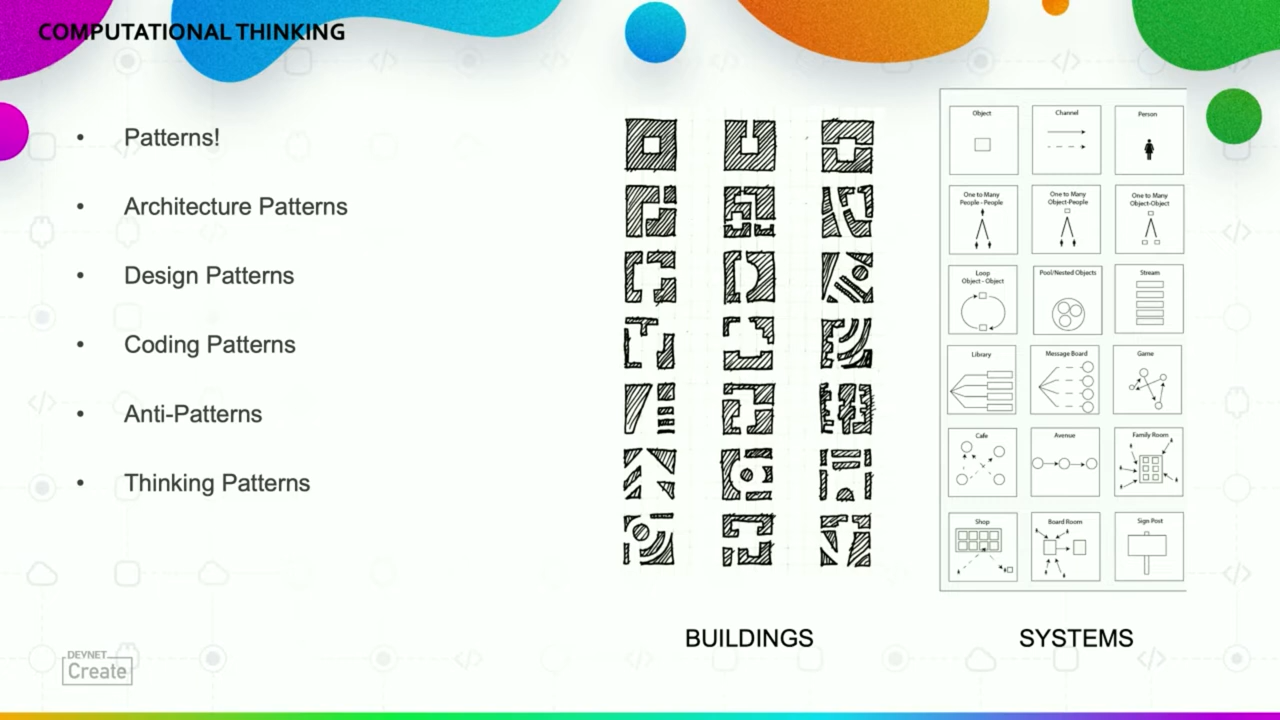 COMPUTATIONAL THINKING
• Patterns!
• Architecture Patterns
• Design Patterns
• Coding Patterns
• Anti-Patterns
• Thinking Patterns
BUILDINGS
Object
Channel
Person
One to Many
People - People
One to Many
Object-People
One to Many
Object-Object
Loop
Object - Object
Pool/Nested Objects
Stream
Library
Message Board
Game
Cafe
Avenue
Family Room
Shop
Board Room
Sign Post
SYSTEMS
DEVNET
Create